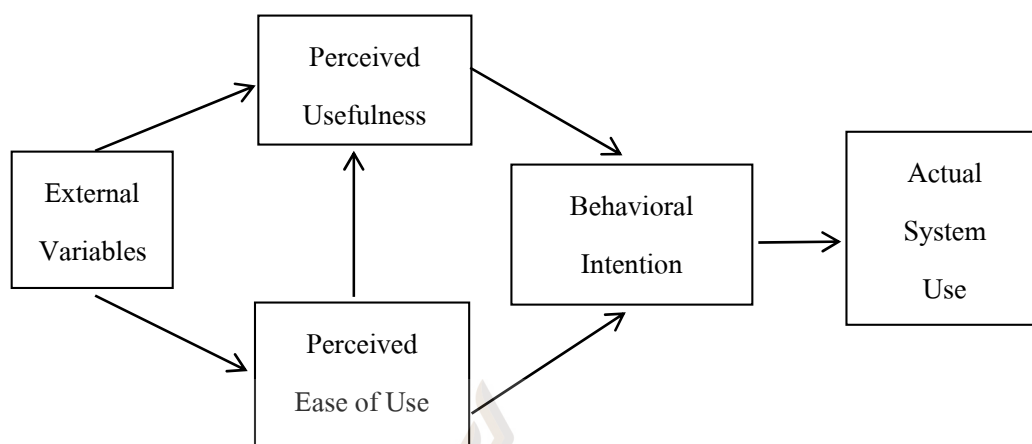 Perceived
Usefulness
External
Variables
Behavioral
Intention
Actual
System
Use
Perceived
Ease of Use